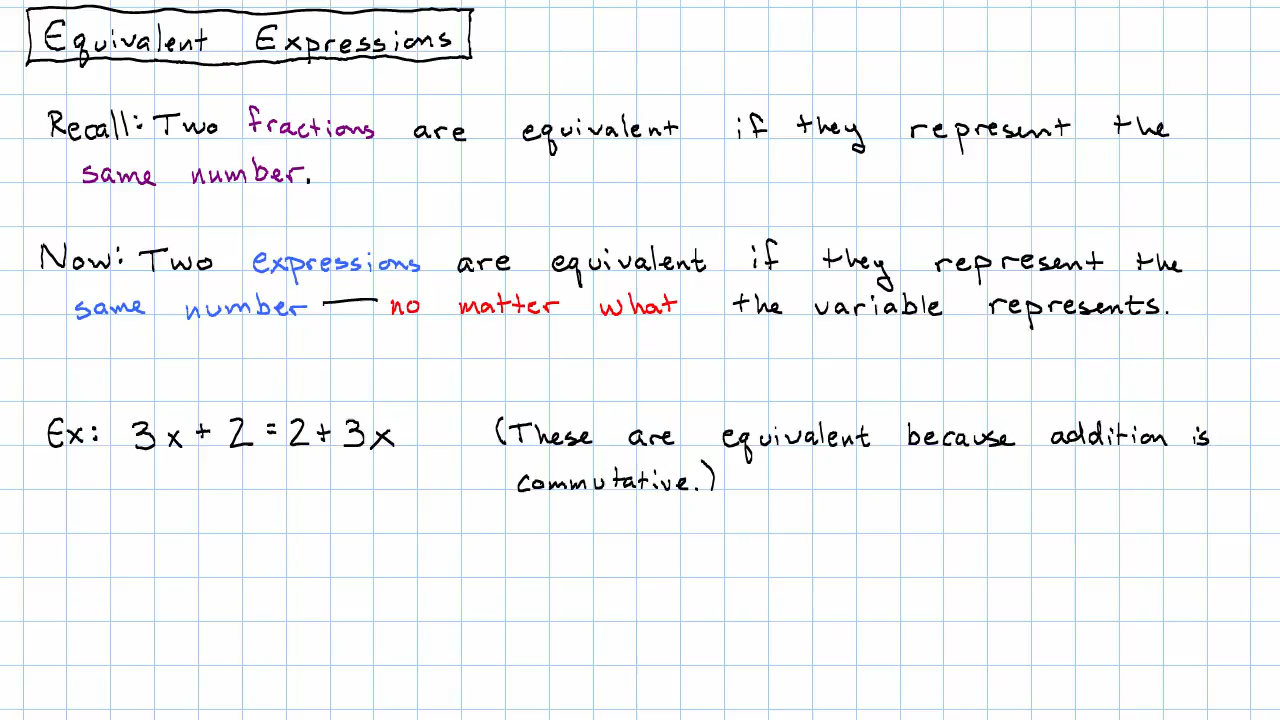 Equivalent Expressions
Recall: Two fractions are equivalent if they represent the
same number.
Now: Two expressions are equivalent if they represent the
same number — no matter what the variable represents.
Ex: 3x + 2 = 2 + 3x (These are equivalent because addition is
commutative.)